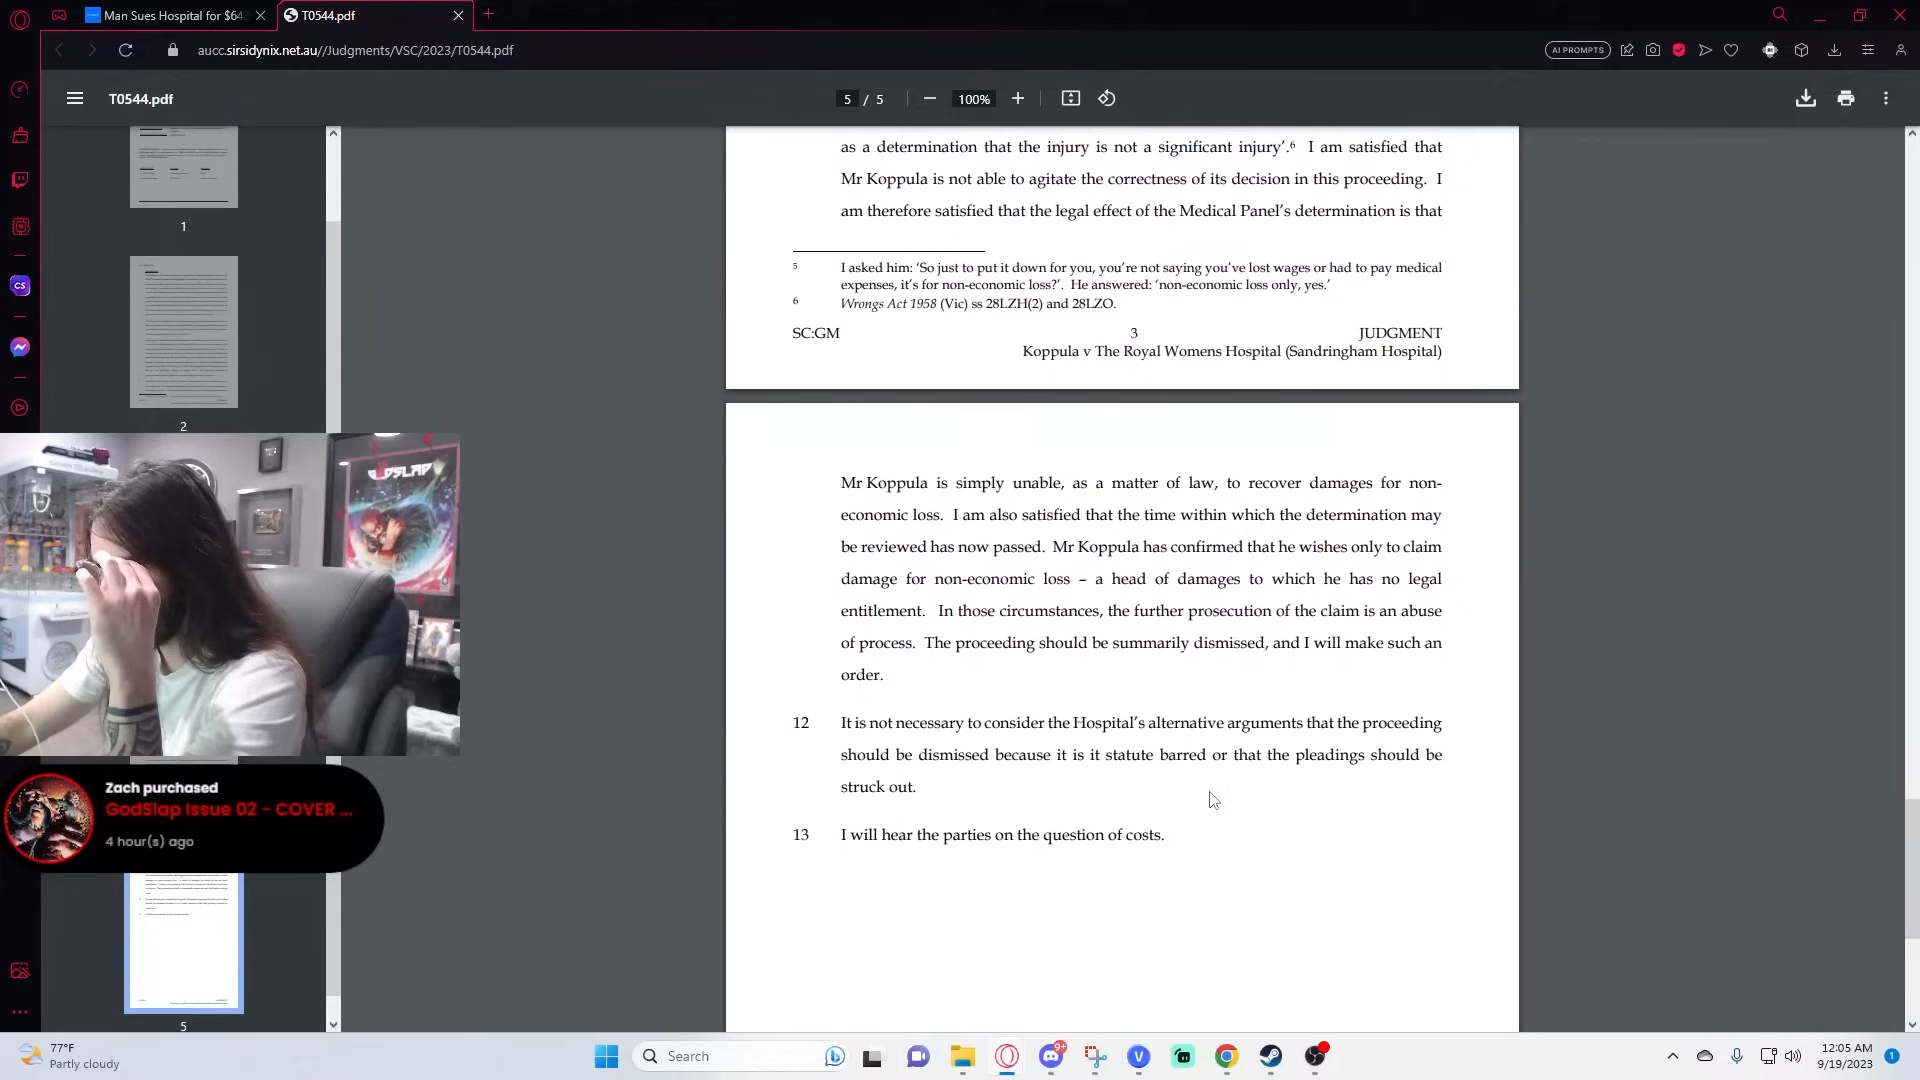 Man Sues Hospital for $643
T0544.pdf
aucc.sirsidynix.net.au//Judgments/VSC/2023/T0544.pdf
AI PROMPTS
T0544.pdf
5 / 5
100%
as a determination that the injury is not a significant injury'.6 I am satisfied that
Mr Koppula is not able to agitate the correctness of its decision in this proceeding. I
am therefore satisfied that the legal effect of the Medical Panel's determination is that
5 I asked him: 'So just to put it down for you, you're not saying you've lost wages or had to pay medical
expenses, it's for non-economic loss?'. He answered: 'non-economic loss only, yes.'
6 Wrongs Act 1958 (Vic) ss 28LZH(2) and 28LZO.
SC:GM 3 JUDGMENT
Koppula v The Royal Womens Hospital (Sandringham Hospital)
Mr Koppula is simply unable, as a matter of law, to recover damages for non-
economic loss. I am also satisfied that the time within which the determination may
be reviewed has now passed. Mr Koppula has confirmed that he wishes only to claim
damage for non-economic loss – a head of damages to which he has no legal
entitlement. In those circumstances, the further prosecution of the claim is an abuse
of process. The proceeding should be summarily dismissed, and I will make such an
order.
12 It is not necessary to consider the Hospital's alternative arguments that the proceeding
should be dismissed because it is it statute barred or that the pleadings should be
struck out.
13 I will hear the parties on the question of costs.
1
2
5
CS
GODSLAP
Zach purchased
GodSlap Issue 02 - COVER ...
4 hour(s) ago
77°F
Partly cloudy
Search
9+
12:05 AM
9/19/2023
1